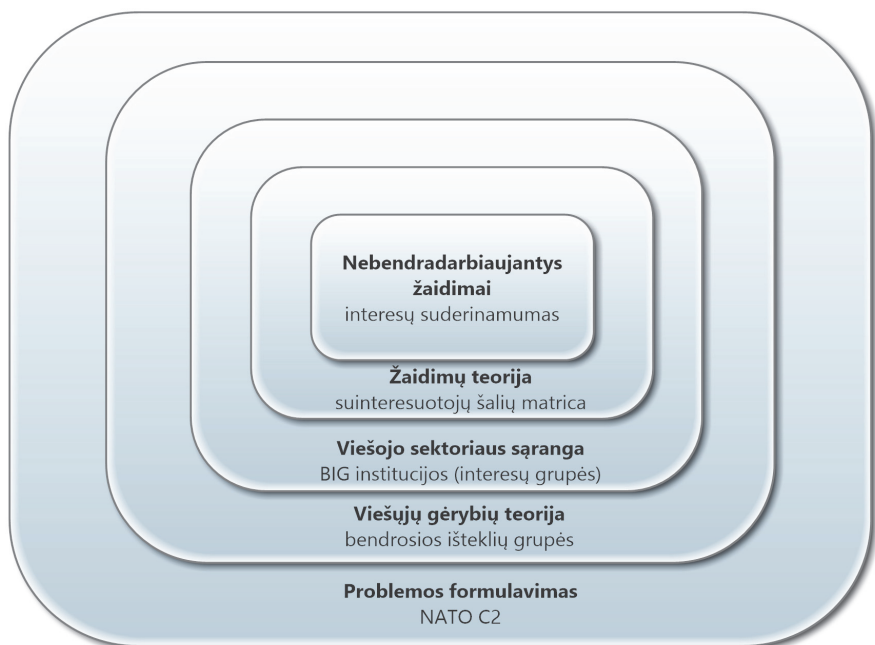 Nebendradarbiaujantys
žaidimai
interesų suderinamumas
Žaidimų teorija
suinteresuotojų šalių matrica
Viešojo sektoriaus sąranga
BIG institucijos (interesų grupės)
Viešųjų gėrybių teorija
bendrosios išteklių grupės
Problemos formulavimas
NATO C2